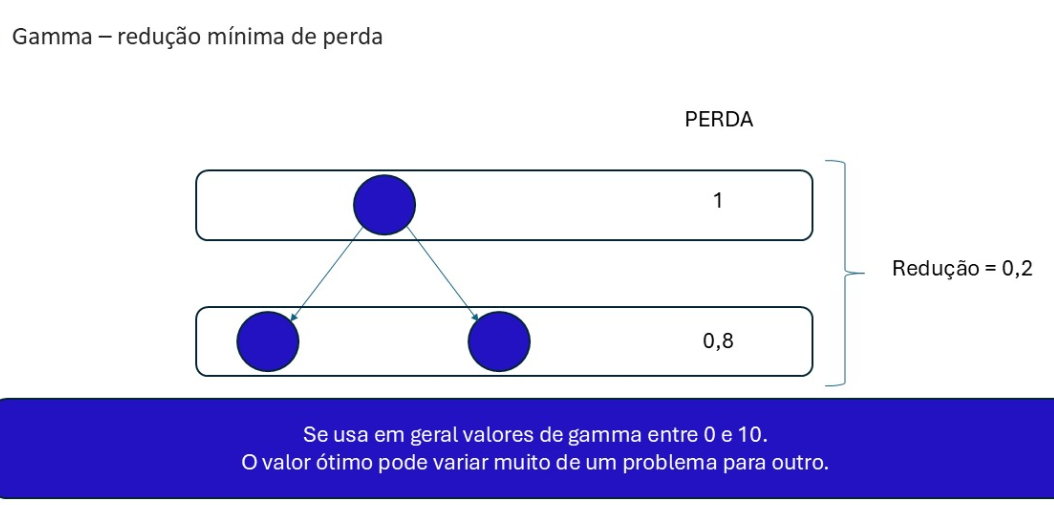 Gamma – redução mínima de perda
PERDA
1
Redução = 0,2
0,8
Se usa em geral valores de gamma entre 0 e 10.
O valor ótimo pode variar muito de um problema para outro.